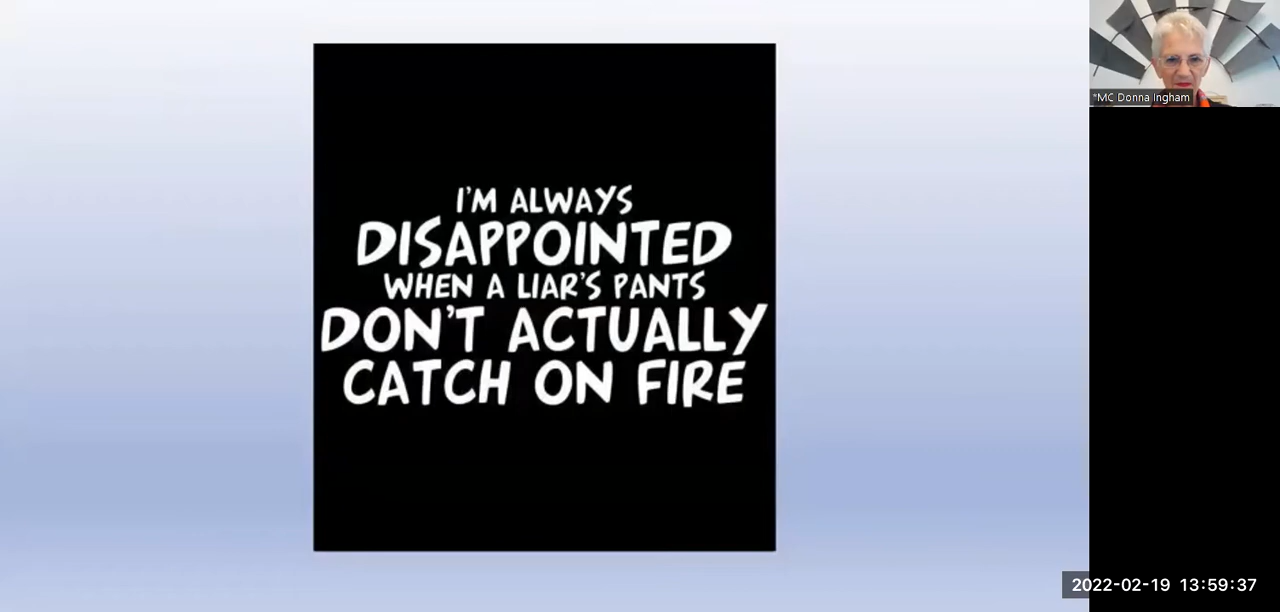 I'M ALWAYS
DISAPPOINTED
WHEN A LIAR'S PANTS
DON'T ACTUALLY
CATCH ON FIRE
*MC Donna Ingham
2022-02-19 13:59:37